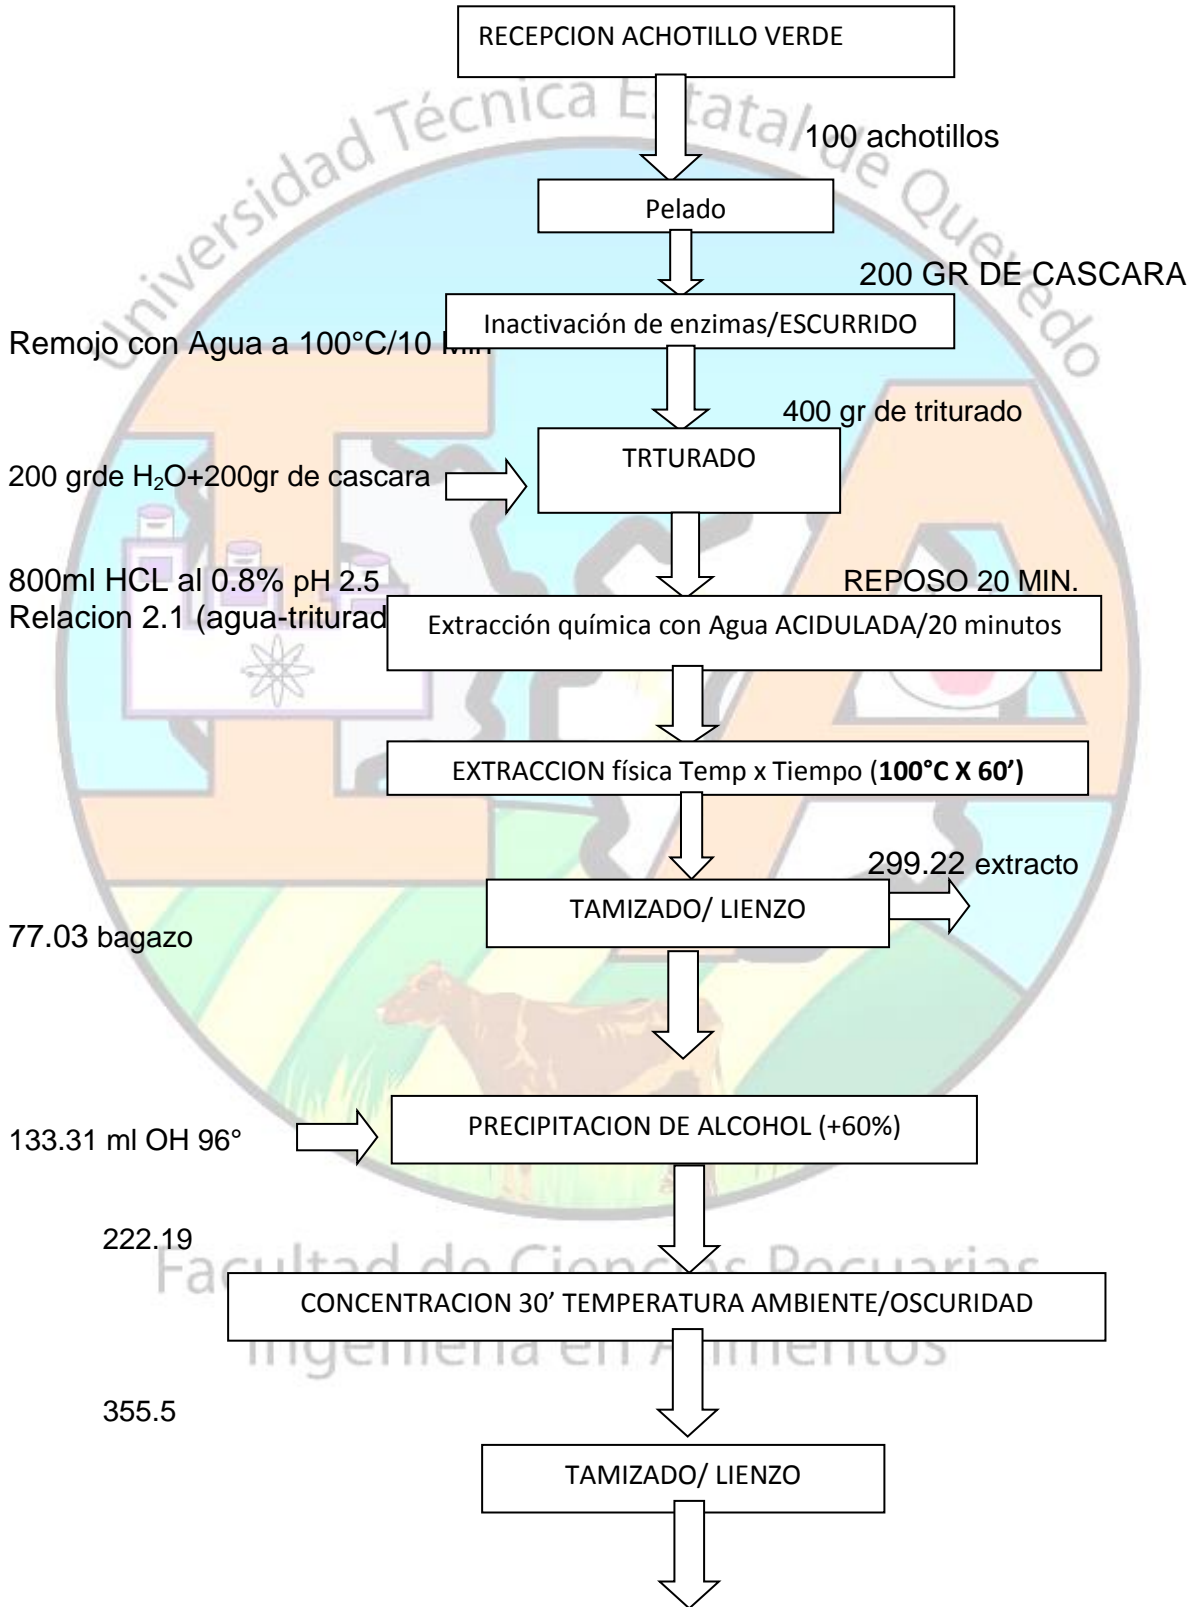 RECEPCION ACHOTILLO VERDE
Universidad Técnica Estatal de Quevedo
100 achotillos
Pelado
200 GR DE CASCARA
Inactivación de enzimas/ESCURRIDO
Remojo con Agua a 100°C/10 Min
400 gr de triturado
TRTURADO
200 grde H₂O+200gr de cascara
800ml HCL al 0.8% pH 2.5
REPOSO 20 MIN.
Relacion 2.1 (agua-triturad
Extracción química con Agua ACIDULADA/20 minutos
EXTRACCION física Temp x Tiempo (100°C X 60’)
299.22 extracto
TAMIZADO/ LIENZO
77.03 bagazo
PRECIPITACION DE ALCOHOL (+60%)
133.31 ml OH 96°
222.19
Facultad de Ciencias Pecuarias
CONCENTRACION 30’ TEMPERATURA AMBIENTE/OSCURIDAD
Ingeniería en Alimentos
355.5
TAMIZADO/ LIENZO